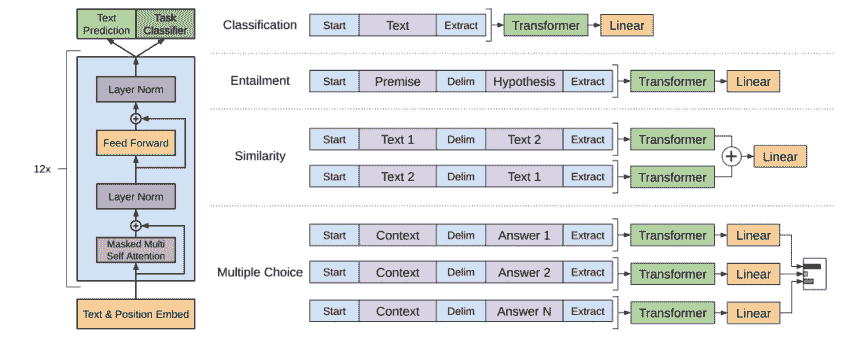 Text
Prediction
Task
Classifier
12x
Layer Norm
Feed Forward
Layer Norm
Masked Multi
Self Attention
Text & Position Embed
Classification
Start Text Extract Transformer Linear
Entailment
Start Premise Delim Hypothesis Extract Transformer Linear
Similarity
Start Text 1 Delim Text 2 Extract Transformer
Start Text 2 Delim Text 1 Extract Transformer
Linear
Multiple Choice
Start Context Delim Answer 1 Extract Transformer Linear
Start Context Delim Answer 2 Extract Transformer Linear
Start Context Delim Answer N Extract Transformer Linear